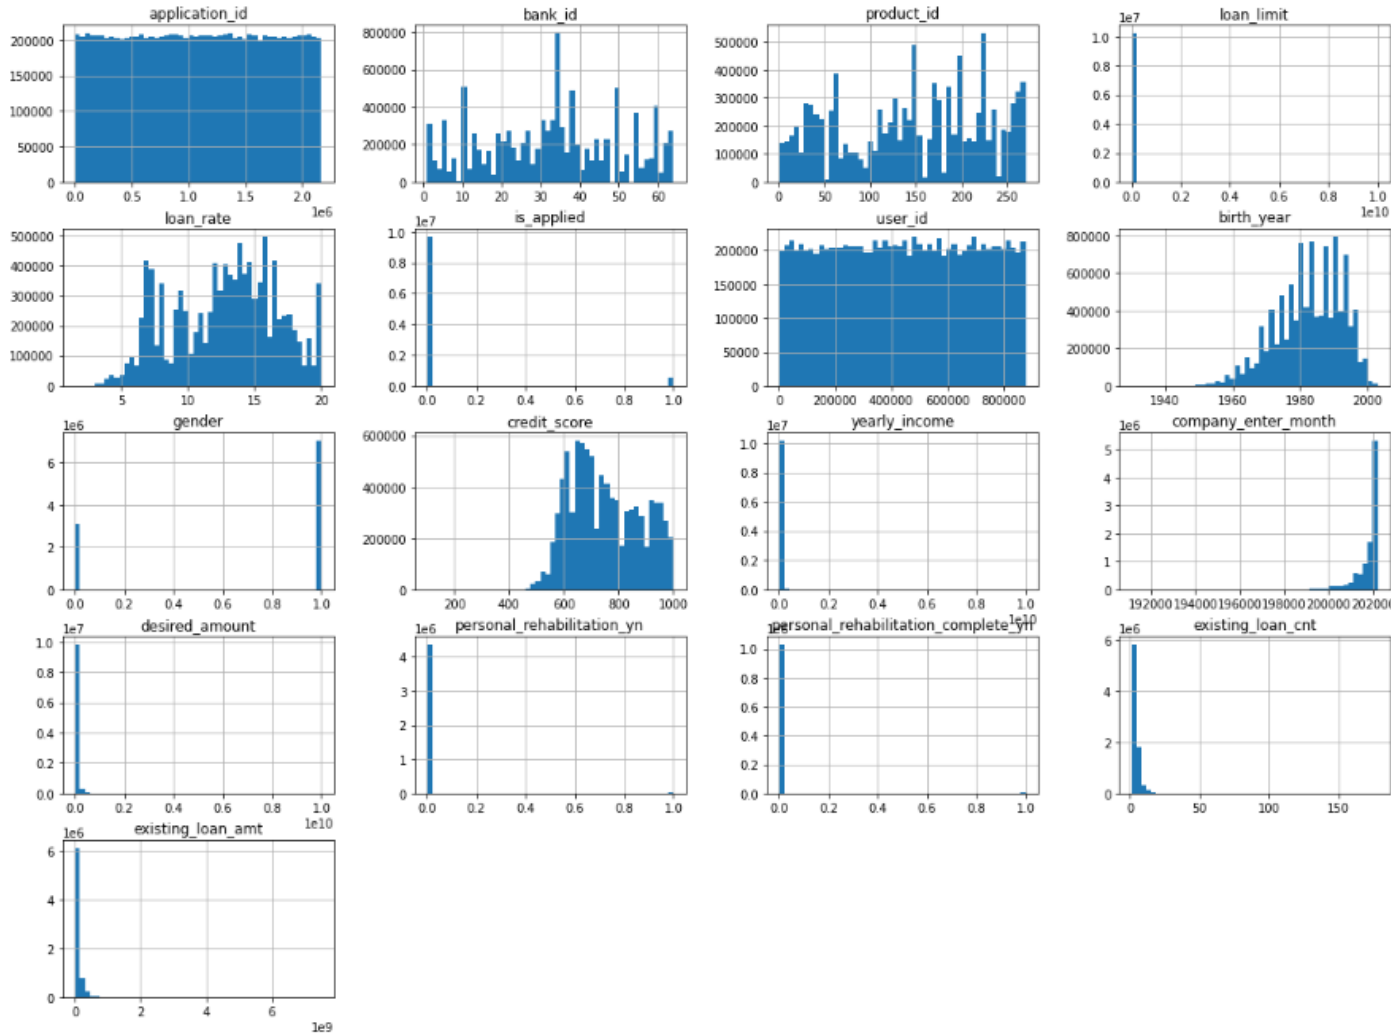 application_id
200000
150000
100000
50000
0
0.0 0.5 1.0 1.5 2.0
1e6
bank_id
800000
600000
400000
200000
0
0 10 20 30 40 50 60
product_id
500000
400000
300000
200000
100000
0
0 50 100 150 200 250
loan_limit
1e7
1.0
0.8
0.6
0.4
0.2
0.0
0.0 0.2 0.4 0.6 0.8 1.0
1e10
loan_rate
500000
400000
300000
200000
100000
0
5 10 15 20
is_applied
1e7
1.0
0.8
0.6
0.4
0.2
0.0
0.0 0.2 0.4 0.6 0.8 1.0
user_id
200000
150000
100000
50000
0
0 200000 400000 600000 800000
birth_year
800000
600000
400000
200000
0
1940 1960 1980 2000
gender
1e6
6
4
2
0
0.0 0.2 0.4 0.6 0.8 1.0
credit_score
600000
400000
200000
0
200 400 600 800 1000
yearly_income
1e7
1.0
0.8
0.6
0.4
0.2
0.0
0.0 0.2 0.4 0.6 0.8 1.0
1e10
company_enter_month
1e6
5
4
3
2
1
0
192000 194000 196000 198000 200000 202000
desired_amount
1e7
1.0
0.8
0.6
0.4
0.2
0.0
0.0 0.2 0.4 0.6 0.8 1.0
1e10
personal_rehabilitation_yn
1e6
4
3
2
1
0
0.0 0.2 0.4 0.6 0.8 1.0
personal_rehabilitation_complete_yn
1e6
1.0
0.8
0.6
0.4
0.2
0.0
0.0 0.2 0.4 0.6 0.8 1.0
existing_loan_cnt
1e6
6
4
2
0
0 50 100 150
existing_loan_amt
1e6
6
4
2
0
0 2 4 6
1e9